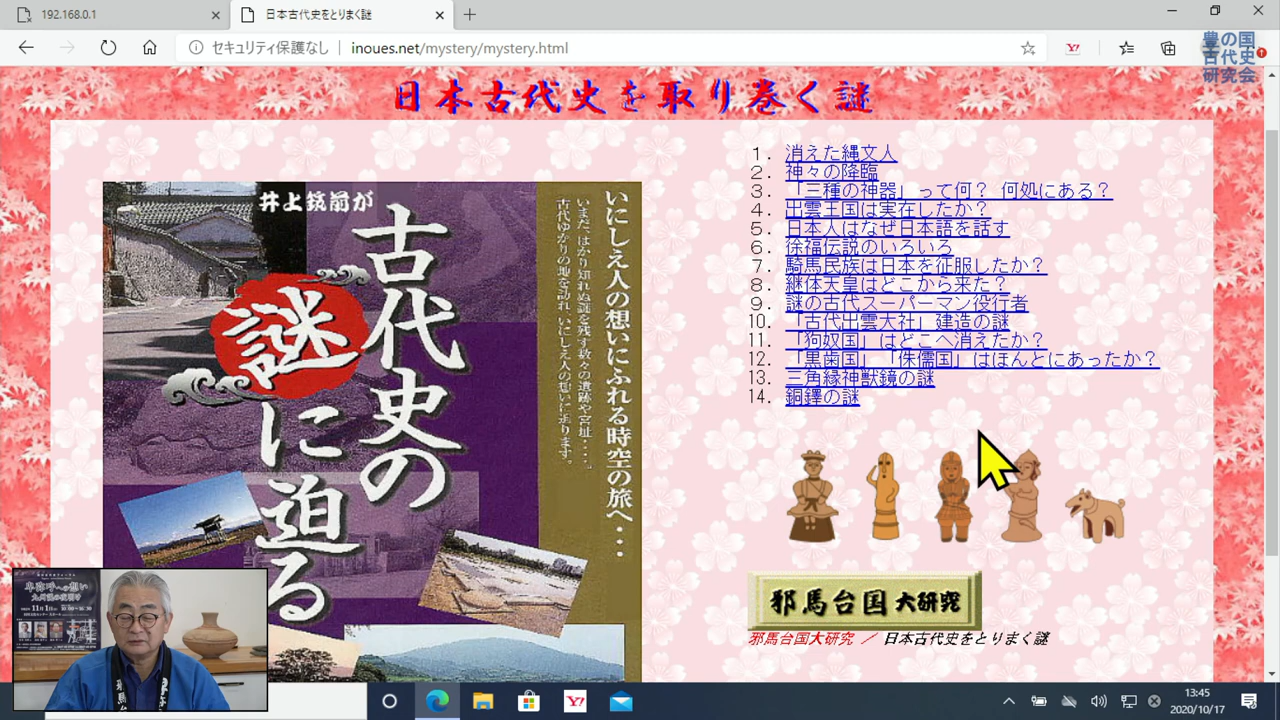 192.168.0.1
日本古代史をとりまく謎
セキュリティ保護なし
inoues.net/mystery/mystery.html
豊の国
古代史
研究会
日本古代史を取り巻く謎
井上筑前が
古代史の
謎に迫る
いにしえ人の想いにふれる時空の旅へ・・・
いまだ、はかり知れぬ謎を残す数々の遺跡や宮址・・・・。
古代ゆかりの地を訪れ、いにしえ人の想いに迫ります。
1. 消えた縄文人
2. 神々の降臨
3. 「三種の神器」って何? 何処にある?
4. 出雲王国は実在したか?
5. 日本人はなぜ日本語を話す
6. 徐福伝説のいろいろ
7. 騎馬民族は日本を征服したか?
8. 継体天皇はどこから来た?
9. 謎の古代スーパーマン役行者
10. 「古代出雲大社」建造の謎
11. 「狗奴国」はどこへ消えたか?
12. 「黒歯国」「侏儒国」はほんとにあったか?
13. 三角縁神獣鏡の謎
14. 銅鐸の謎
邪馬台国大研究
邪馬台国大研究 / 日本古代史をとりまく謎
卑弥呼への想い
11月1日
邪馬台
13:45
2020/10/17